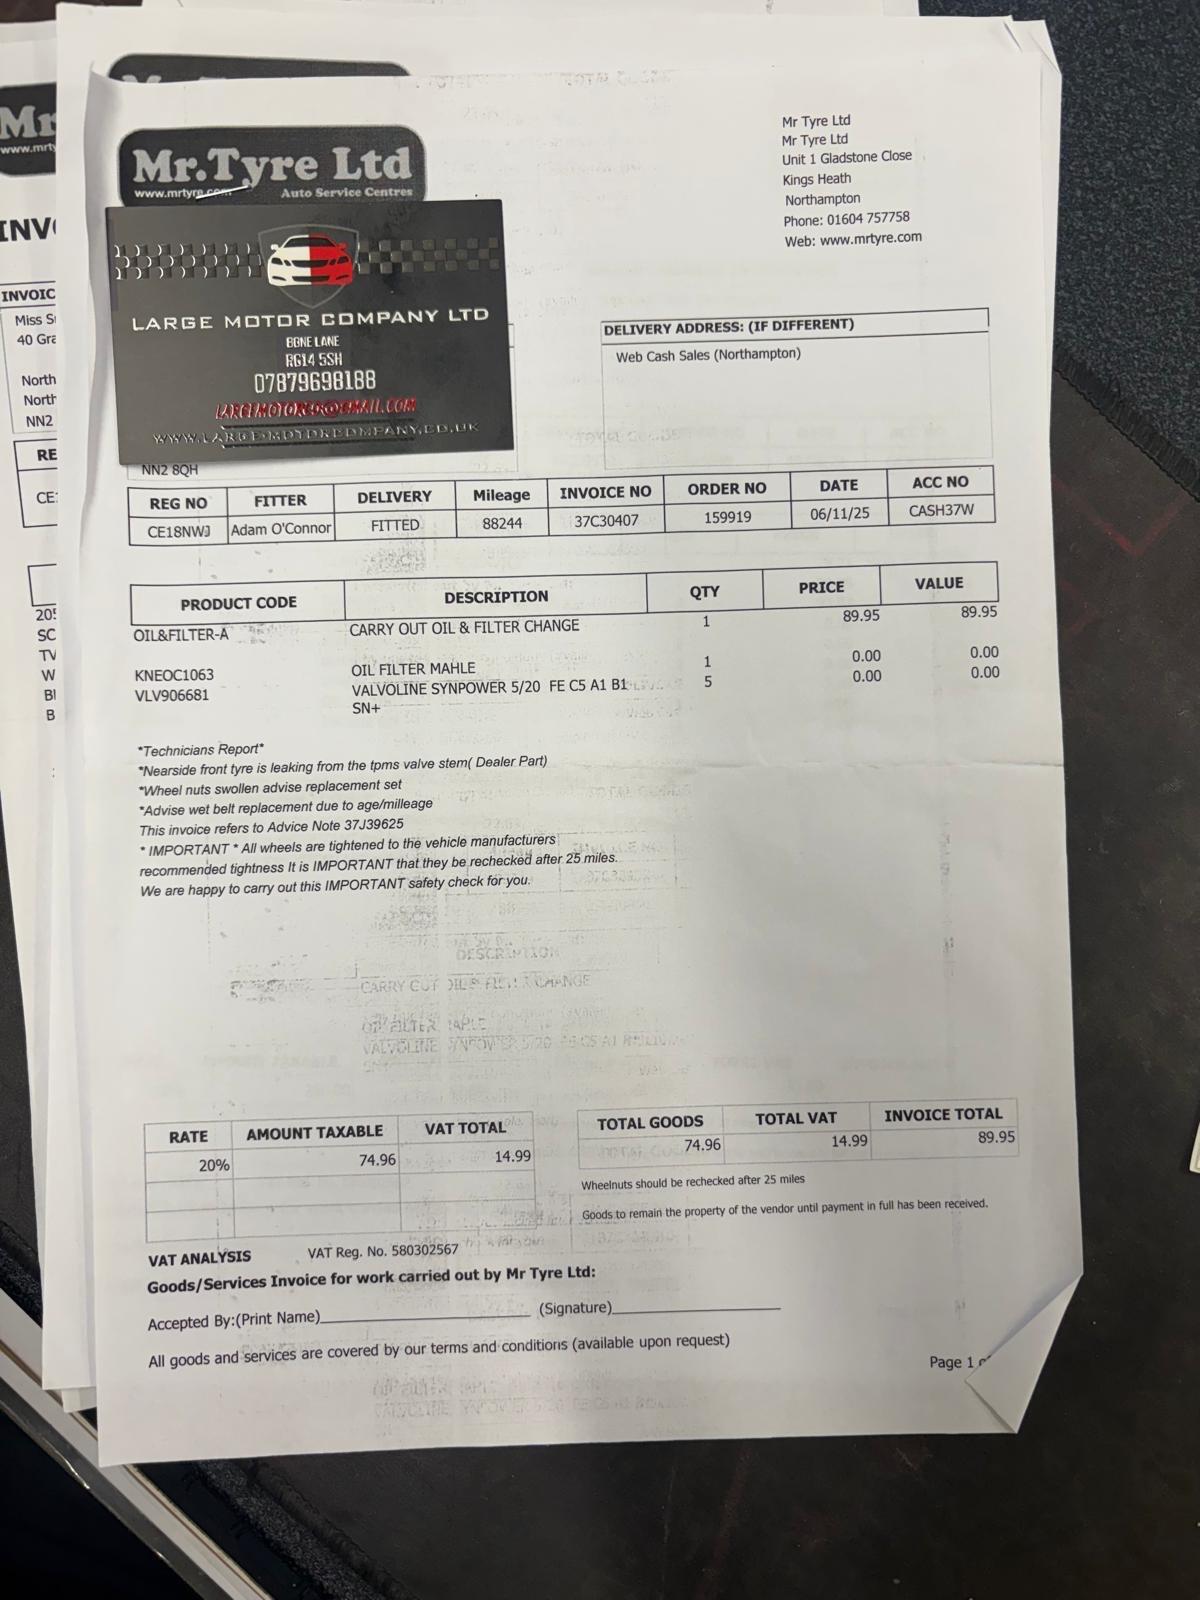 Mr.Tyre Ltd
www.mrtyre.com Auto Service Centres
Mr Tyre Ltd
Mr Tyre Ltd
Unit 1 Gladstone Close
Kings Heath
Northampton
Phone: 01604 757758
Web: www.mrtyre.com
LARGE MOTOR COMPANY LTD
BONE LANE
RG14 5SH
07879698188
WWW.LARGEMOTORCOMPANY.CO.UK
NN2 8QH
DELIVERY ADDRESS: (IF DIFFERENT)
Web Cash Sales (Northampton)
REG NO FITTER DELIVERY Mileage INVOICE NO ORDER NO DATE ACC NO
CE18NWJ Adam O'Connor FITTED 88244 37C30407 159919 06/11/25 CASH37W
PRODUCT CODE DESCRIPTION QTY PRICE VALUE
OIL&FILTER-A CARRY OUT OIL & FILTER CHANGE 1 89.95 89.95
KNEOC1063 OIL FILTER MAHLE 1 0.00 0.00
VLV906681 VALVOLINE SYNPOWER 5/20 FE C5 A1 B1 5 0.00 0.00
SN+
*Technicians Report*
*Nearside front tyre is leaking from the tpms valve stem( Dealer Part)
*Wheel nuts swollen advise replacement set
*Advise wet belt replacement due to age/mileage
This invoice refers to Advice Note 37J39625
* IMPORTANT * All wheels are tightened to the vehicle manufacturers
recommended tightness It is IMPORTANT that they be rechecked after 25 miles.
We are happy to carry out this IMPORTANT safety check for you.
RATE AMOUNT TAXABLE VAT TOTAL
20% 74.96 14.99
TOTAL GOODS TOTAL VAT INVOICE TOTAL
74.96 14.99 89.95
Wheelnuts should be rechecked after 25 miles
Goods to remain the property of the vendor until payment in full has been received.
VAT ANALYSIS VAT Reg. No. 580302567
Goods/Services Invoice for work carried out by Mr Tyre Ltd:
Accepted By:(Print Name) (Signature)
All goods and services are covered by our terms and conditions (available upon request)
Page 1